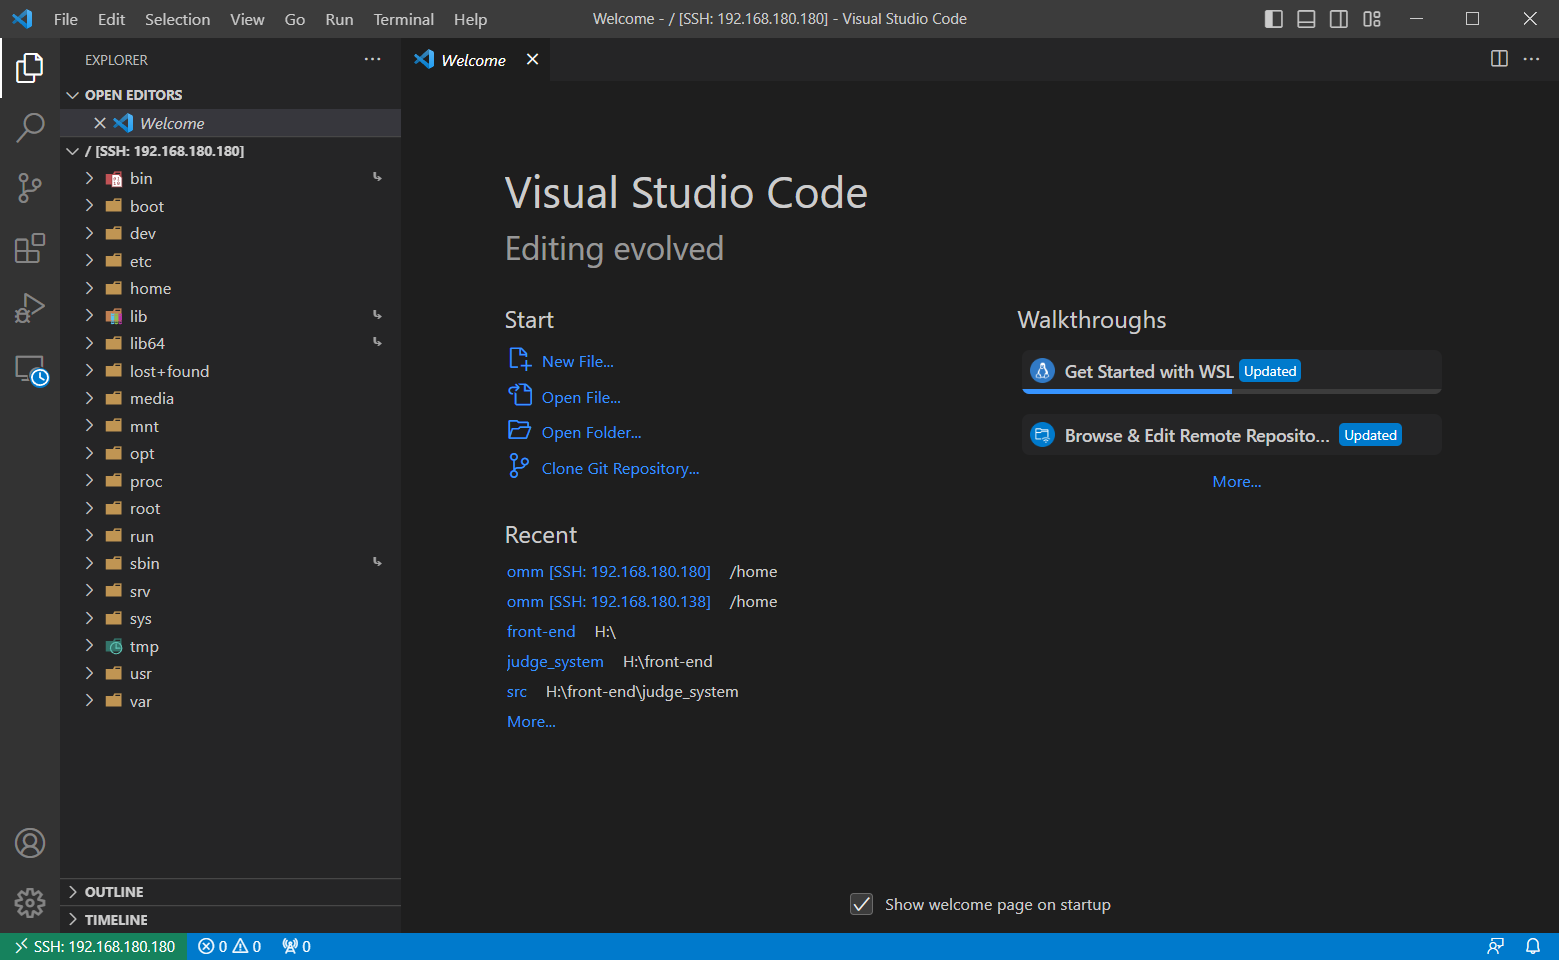 File Edit Selection View Go Run Terminal Help
Welcome - / [SSH: 192.168.180.180] - Visual Studio Code
EXPLORER
OPEN EDITORS
Welcome
/ [SSH: 192.168.180.180]
bin
boot
dev
etc
home
lib
lib64
lost+found
media
mnt
opt
proc
root
run
sbin
srv
sys
tmp
usr
var
OUTLINE
TIMELINE
Welcome
Visual Studio Code
Editing evolved
Start
New File...
Open File...
Open Folder...
Clone Git Repository...
Recent
omm [SSH: 192.168.180.180] /home
omm [SSH: 192.168.180.138] /home
front-end H:\
judge_system H:\front-end
src H:\front-end\judge_system
More...
Walkthroughs
Get Started with WSL Updated
Browse & Edit Remote Reposito... Updated
More...
Show welcome page on startup
SSH: 192.168.180.180 0 0 0